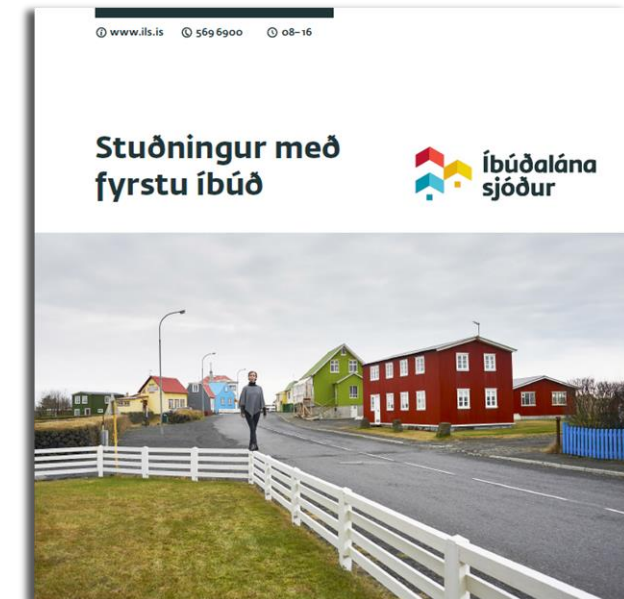 www.ils.is 569 6900 08–16
Stuðningur með
fyrstu íbúð
Íbúðalána
sjóður